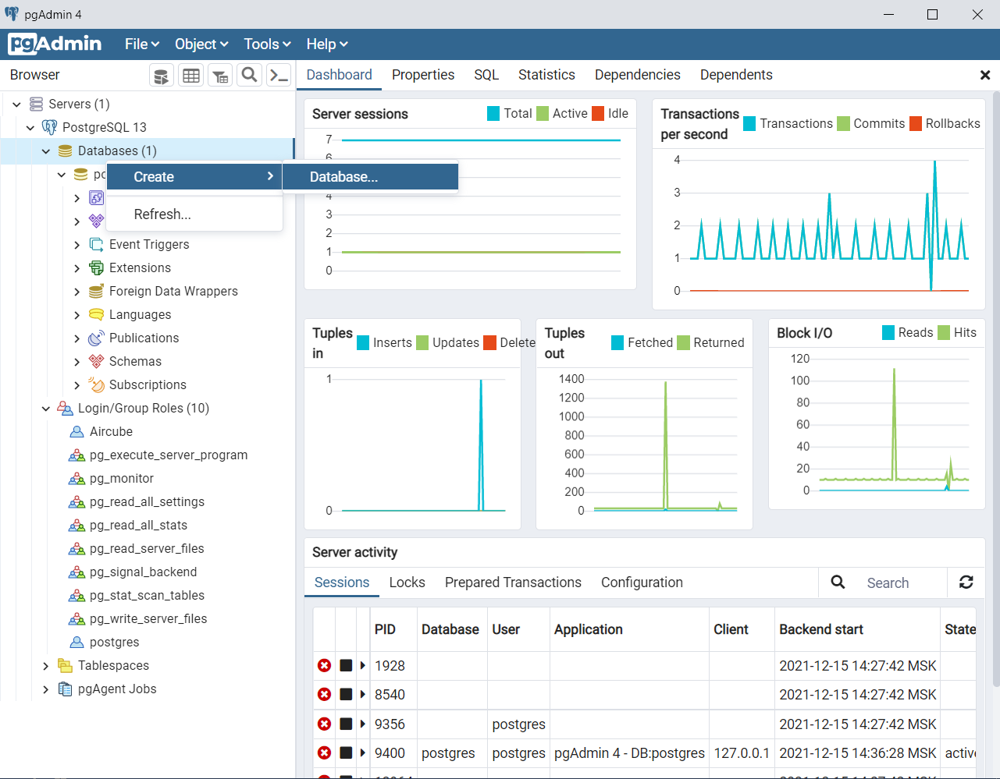 pgAdmin 4
pgAdmin File Object Tools Help
Browser
Dashboard Properties SQL Statistics Dependencies Dependents
Servers (1)
PostgreSQL 13
Databases (1)
Create
Database...
Refresh...
Event Triggers
Extensions
Foreign Data Wrappers
Languages
Publications
Schemas
Subscriptions
Login/Group Roles (10)
Aircube
pg_execute_server_program
pg_monitor
pg_read_all_settings
pg_read_all_stats
pg_read_server_files
pg_signal_backend
pg_stat_scan_tables
pg_write_server_files
postgres
Tablespaces
pgAgent Jobs
Server sessions
Total Active Idle
7
6
4
3
2
1
0
Transactions
per second
Transactions Commits Rollbacks
4
3
2
1
0
Tuples
in
Inserts Updates Delete
1
0
Tuples
out
Fetched Returned
1400
1200
1000
800
600
400
200
0
Block I/O
Reads Hits
120
100
80
60
40
20
0
Server activity
Sessions Locks Prepared Transactions Configuration Search
PID Database User Application Client Backend start State
1928 2021-12-15 14:27:42 MSK
8540 2021-12-15 14:27:42 MSK
9356 postgres 2021-12-15 14:27:42 MSK
9400 postgres postgres pgAdmin 4 - DB:postgres 127.0.0.1 2021-12-15 14:36:28 MSK active